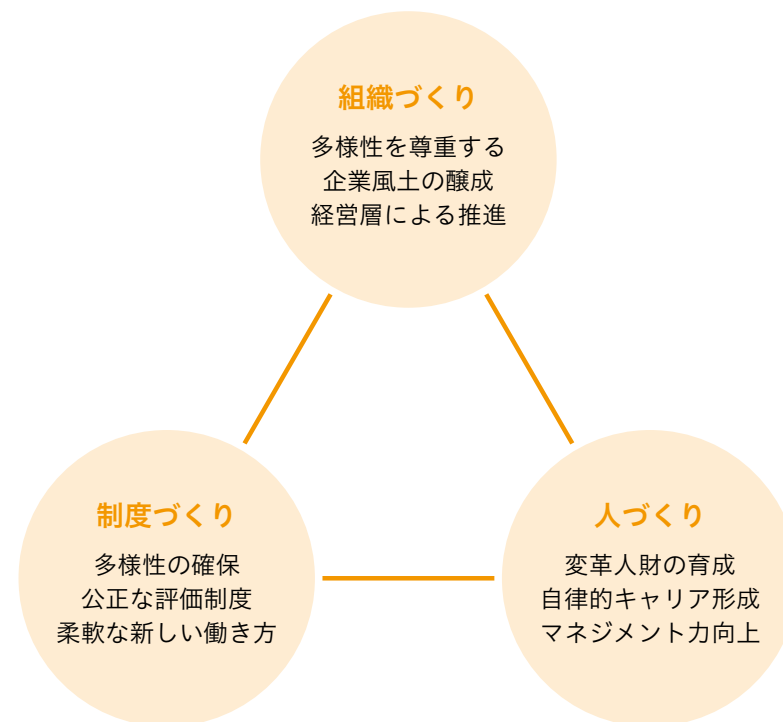 組織づくり
多様性を尊重する
企業風土の醸成
経営層による推進
制度づくり
多様性の確保
公正な評価制度
柔軟な新しい働き方
人づくり
変革人財の育成
自律的キャリア形成
マネジメント力向上